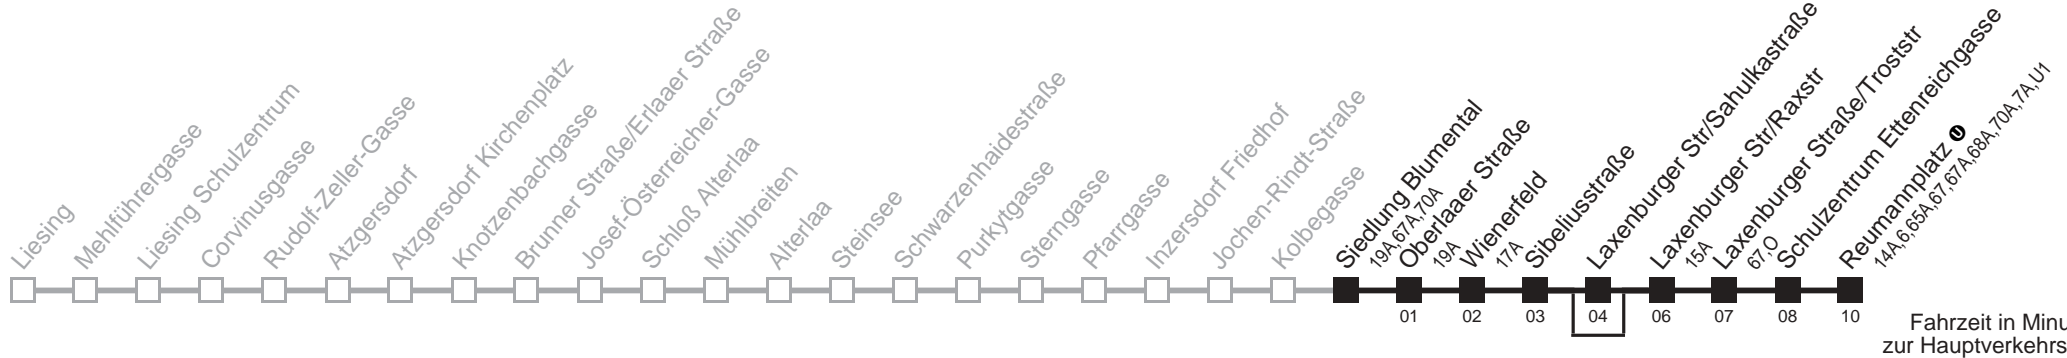 Liesing
Mehlführergasse
Liesing Schulzentrum
Corvinusgasse
Rudolf-Zeller-Gasse
Atzgersdorf
Atzgersdorf Kirchenplatz
Knotzenbachgasse
Brunner Straße/Erlaaer Straße
Josef-Österreicher-Gasse
Schloß Alterlaa
Mühlbreiten
Alterlaa
Steinsee
Schwarzenhaidestraße
Purkytgasse
Sterngasse
Pfarrgasse
Inzersdorf Friedhof
Jochen-Rindt-Straße
Kolbegasse
Siedlung Blumental
19A,67A,70A
Oberlaaer Straße
19A
Wienerfeld
17A
Sibeliusstraße
Laxenburger Str/Sahulkastraße
Laxenburger Str/Raxstr
15A
Laxenburger Straße/Troststr
67,O
Schulzentrum Ettenreichgasse
Reumannplatz U
14A,6,65A,67,67A,68A,70A,7A,U1
01 02 03 04 06 07 08 10
Fahrzeit in Minu
zur Hauptverkehrs